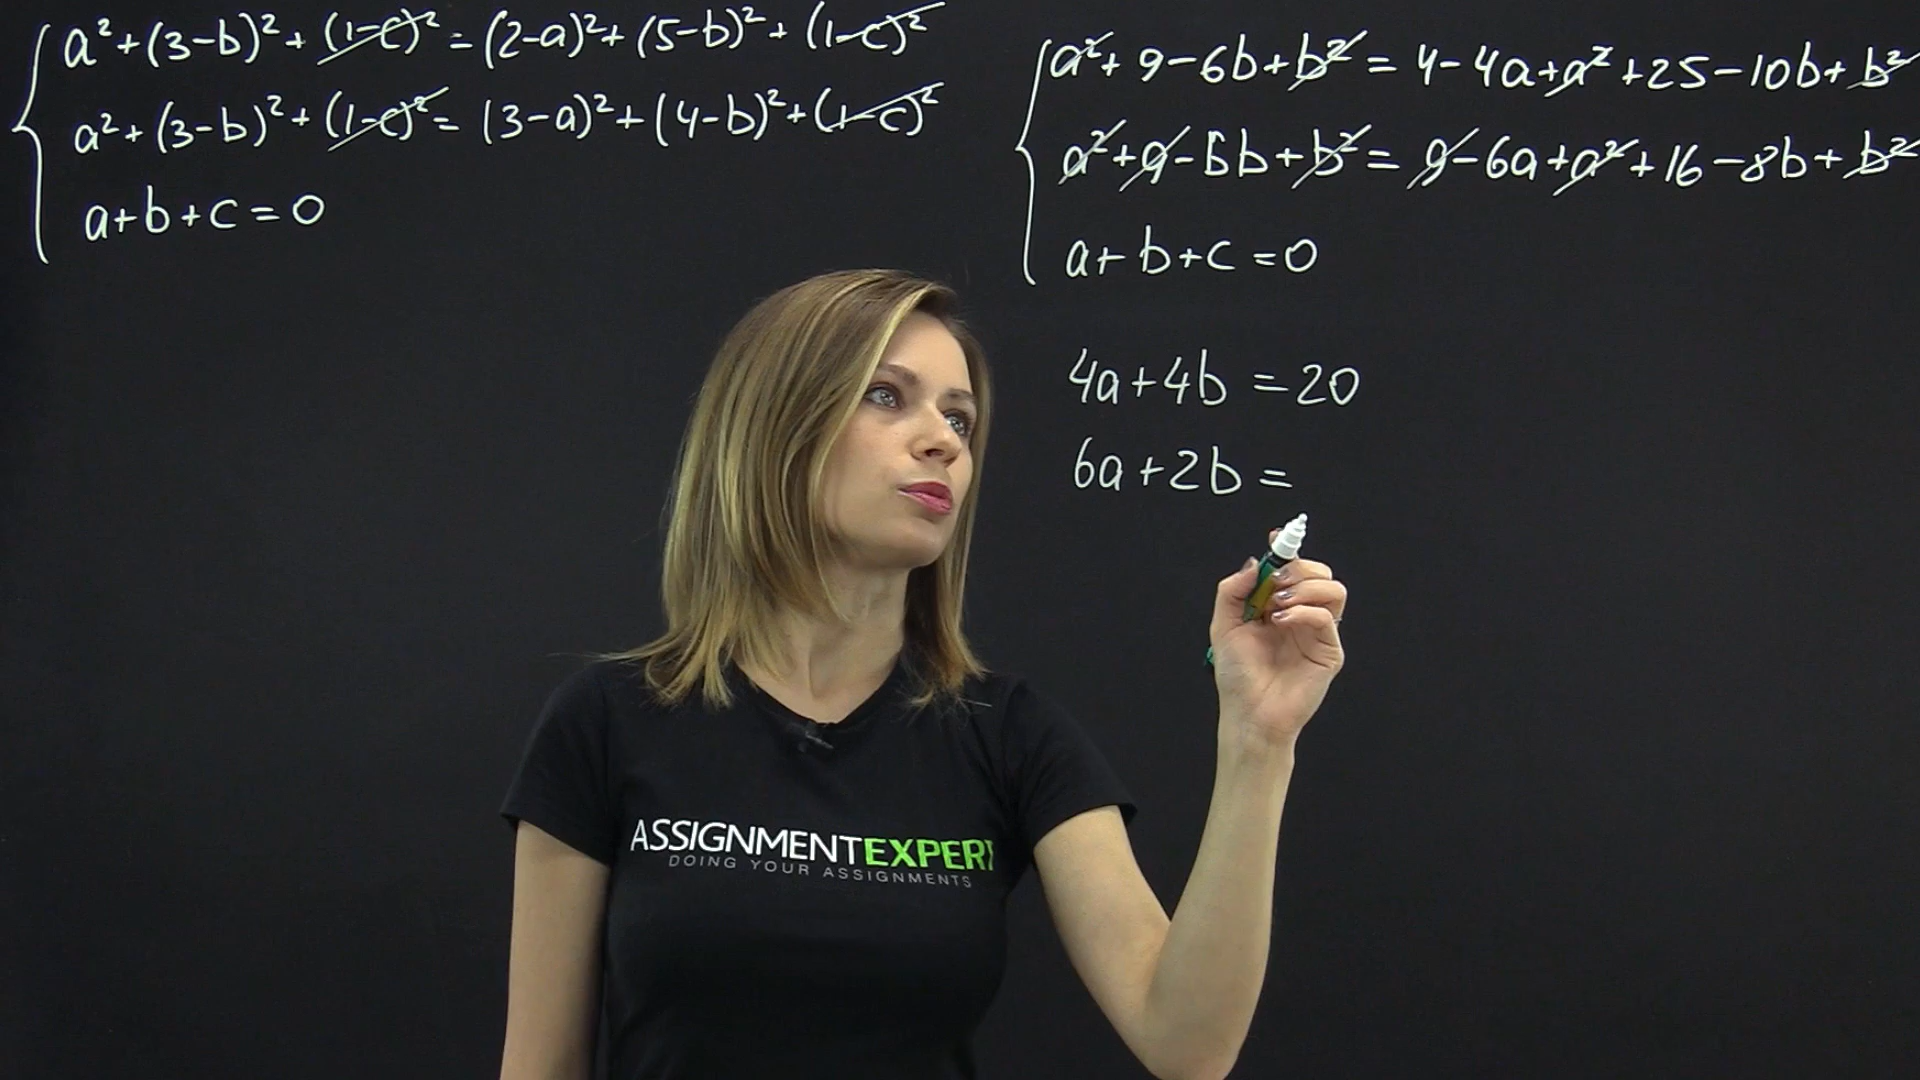 a²+(3-b)²+(1-c)²=(2-a)²+(5-b)²+(1-c)²
a²+(3-b)²+(1-c)²=(3-a)²+(4-b)²+(1-c)²
a+b+c=0
a²+9-6b+b²=4-4a+a²+25-10b+b²
a²+9-6b+b²=9-6a+a²+16-8b+b²
a+b+c=0
4a+4b=20
6a+2b=
ASSIGNMENTEXPERT
DOING YOUR ASSIGNMENTS